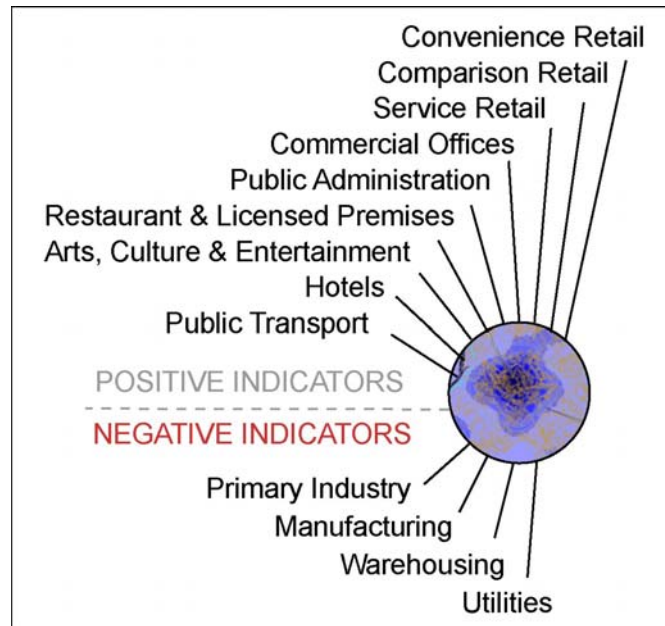 Convenience Retail
Comparison Retail
Service Retail
Commercial Offices
Public Administration
Restaurant & Licensed Premises
Arts, Culture & Entertainment
Hotels
Public Transport
POSITIVE INDICATORS
NEGATIVE INDICATORS
Primary Industry
Manufacturing
Warehousing
Utilities